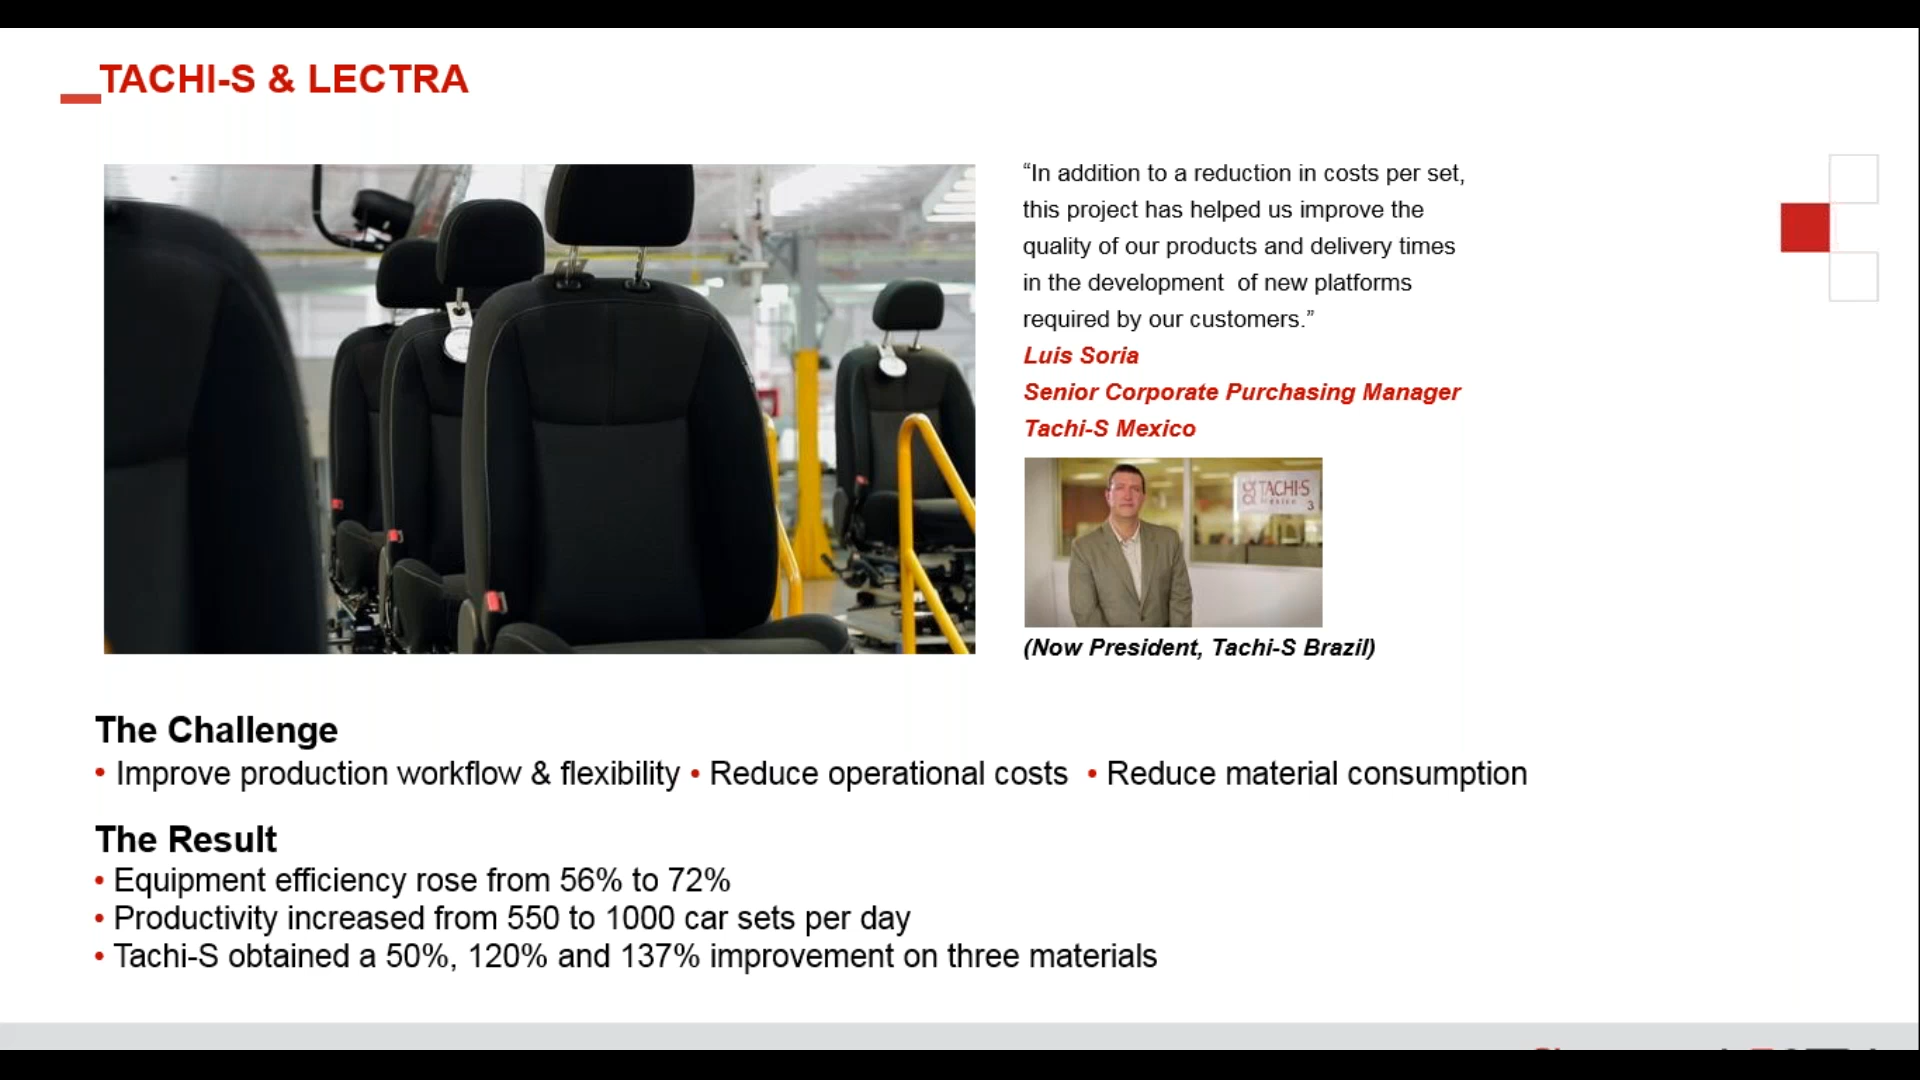 TACHI-S & LECTRA
“In addition to a reduction in costs per set,
this project has helped us improve the
quality of our products and delivery times
in the development  of new platforms
required by our customers.”
Luis Soria
Senior Corporate Purchasing Manager
Tachi-S Mexico
TACHI-S
3
(Now President, Tachi-S Brazil)
The Challenge
• Improve production workflow & flexibility • Reduce operational costs  • Reduce material consumption
The Result
• Equipment efficiency rose from 56% to 72%
• Productivity increased from 550 to 1000 car sets per day
• Tachi-S obtained a 50%, 120% and 137% improvement on three materials